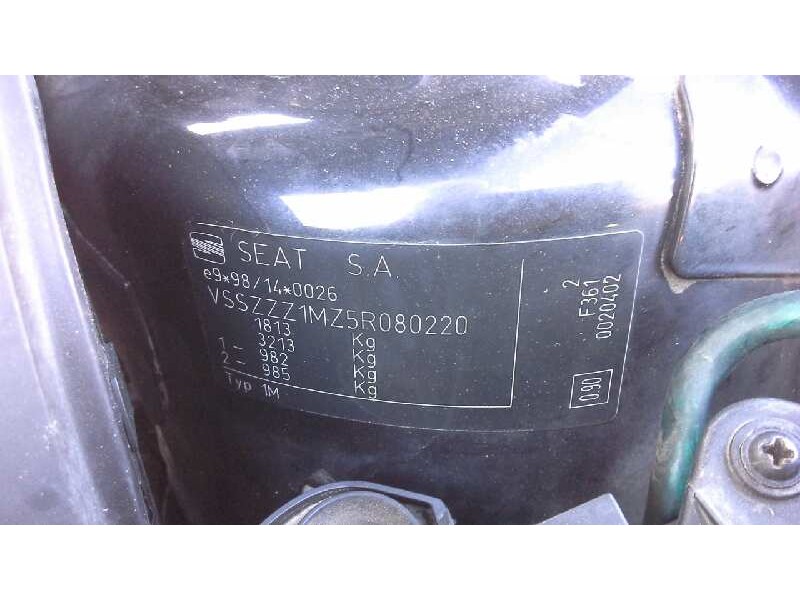 SEAT S.A.
e9*98/14*0026
VSSZZZ1MZ5R080220
1813 Kg
1 - 3213 Kg
2 - 982 Kg
985 Kg
Typ 1M
2
F361
0020402
0.90